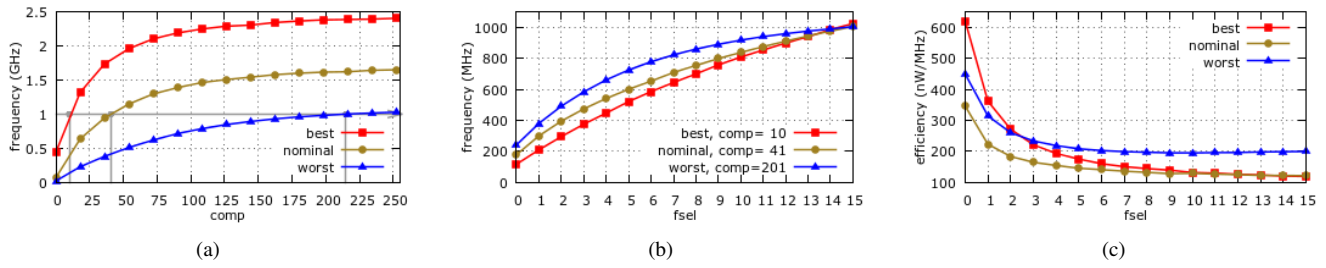 2.5
2
1.5
1
0.5
0
frequency (GHz)
best
nominal
worst
0 25 50 75 100 125 150 175 200 225 250
comp
(a)
1000
800
600
400
200
0
frequency (MHz)
best, comp= 10
nominal, comp= 41
worst, comp=201
0 1 2 3 4 5 6 7 8 9 10 11 12 13 14 15
fsel
(b)
600
500
400
300
200
100
efficiency (nW/MHz)
best
nominal
worst
0 1 2 3 4 5 6 7 8 9 10 11 12 13 14 15
fsel
(c)